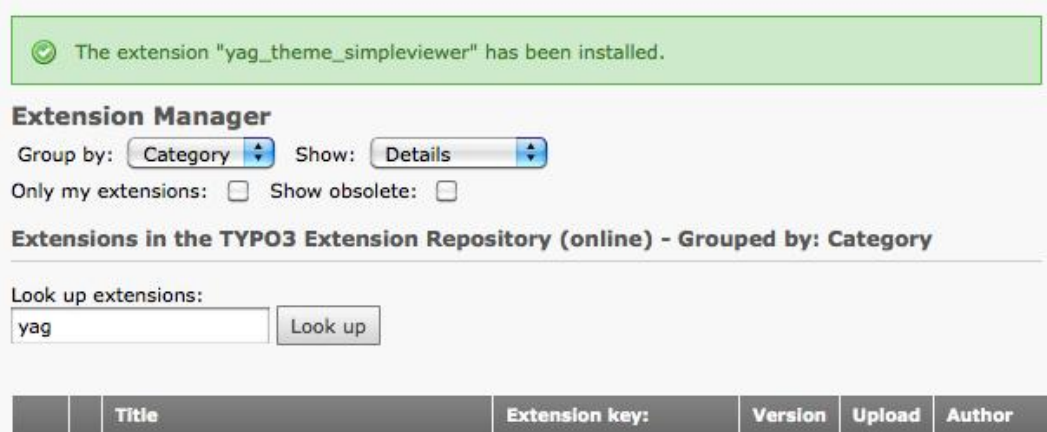 The extension "yag_theme_simpleviewer" has been installed.
Extension Manager
Group by: Category Show: Details
Only my extensions: Show obsolete:
Extensions in the TYPO3 Extension Repository (online) - Grouped by: Category
Look up extensions:
yag Look up
Title Extension key: Version Upload Author